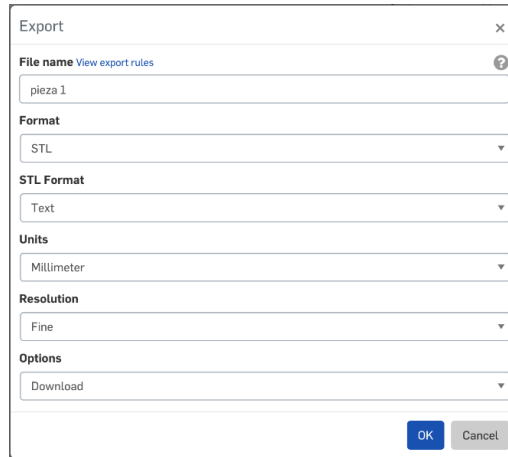 Export
File name View export rules
pieza 1
Format
STL
STL Format
Text
Units
Millimeter
Resolution
Fine
Options
Download
OK Cancel